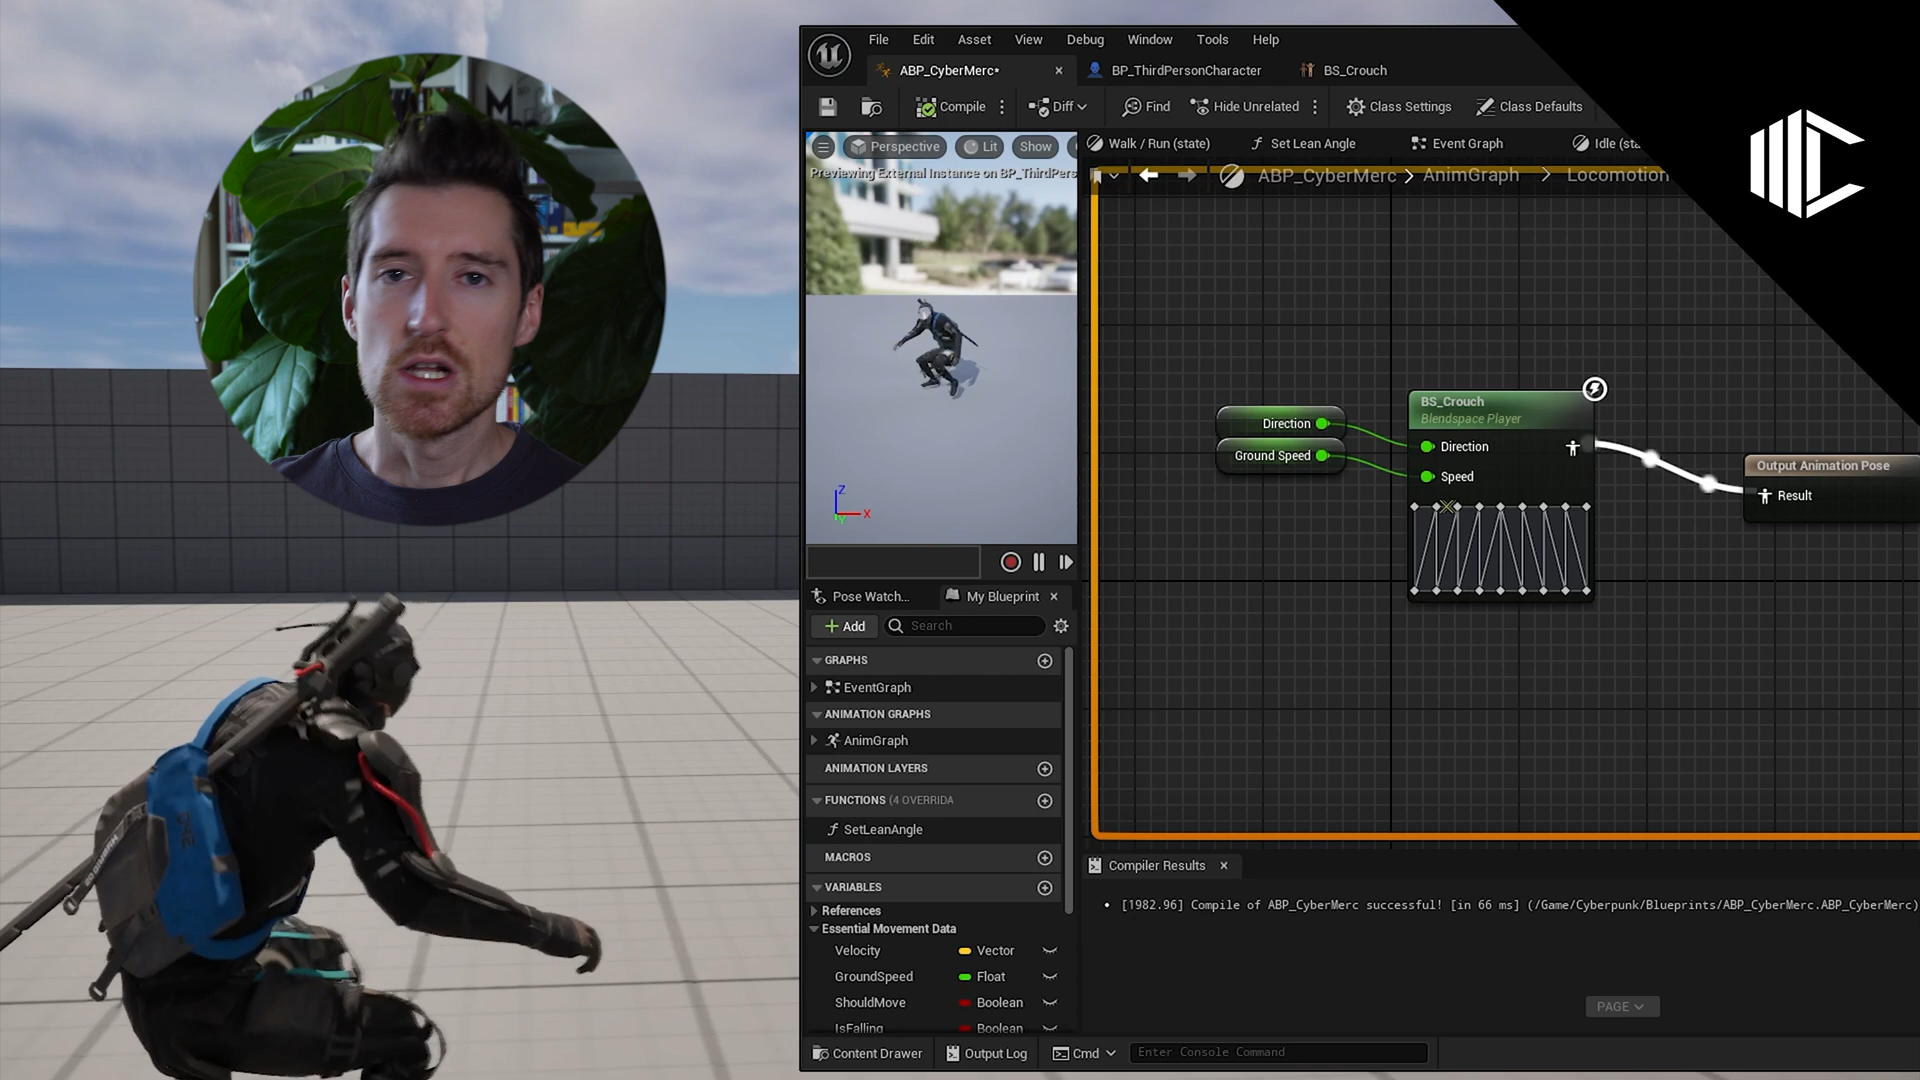 File Edit Asset View Debug Window Tools Help
ABP_CyberMerc* BP_ThirdPersonCharacter BS_Crouch
Compile Diff Find Hide Unrelated Class Settings Class Defaults
Perspective Lit Show
Walk / Run (state) Set Lean Angle Event Graph Idle (sta
Previewing External Instance on BP_ThirdPers
ABP_CyberMerc > AnimGraph > Locomotion
BS_Crouch
Blendspace Player
Direction
Ground Speed
Direction
Speed
Output Animation Pose
Result
Z
X
Y
Pose Watch... My Blueprint
+ Add Search
GRAPHS
EventGraph
ANIMATION GRAPHS
AnimGraph
ANIMATION LAYERS
FUNCTIONS (4 OVERRIDA
SetLeanAngle
MACROS
VARIABLES
References
Essential Movement Data
Velocity Vector
GroundSpeed Float
ShouldMove Boolean
IsFalling Boolean
Compiler Results
• [1982.96] Compile of ABP_CyberMerc successful! [in 66 ms] (/Game/Cyberpunk/Blueprints/ABP_CyberMerc.ABP_CyberMerc)
PAGE
Content Drawer Output Log Cmd Enter Console Command